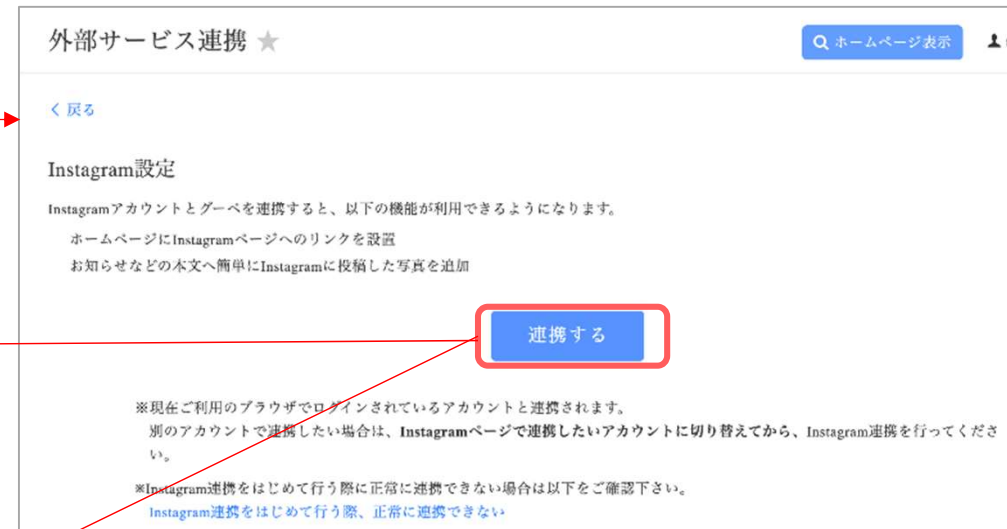 外部サービス連携 ★
ホームページ表示
く 戻る
Instagram設定
Instagramアカウントとグーペを連携すると、以下の機能が利用できるようになります。
ホームページにInstagramページへのリンクを設置
お知らせなどの本文へ簡単にInstagramに投稿した写真を追加
連携する
※現在ご利用のブラウザでログインされているアカウントと連携されます。
別のアカウントで連携したい場合は、Instagramページで連携したいアカウントに切り替えてから、Instagram連携を行ってくださ
い。
※Instagram連携をはじめて行う際に正常に連携できない場合は以下をご確認下さい。
Instagram連携をはじめて行う際、正常に連携できない